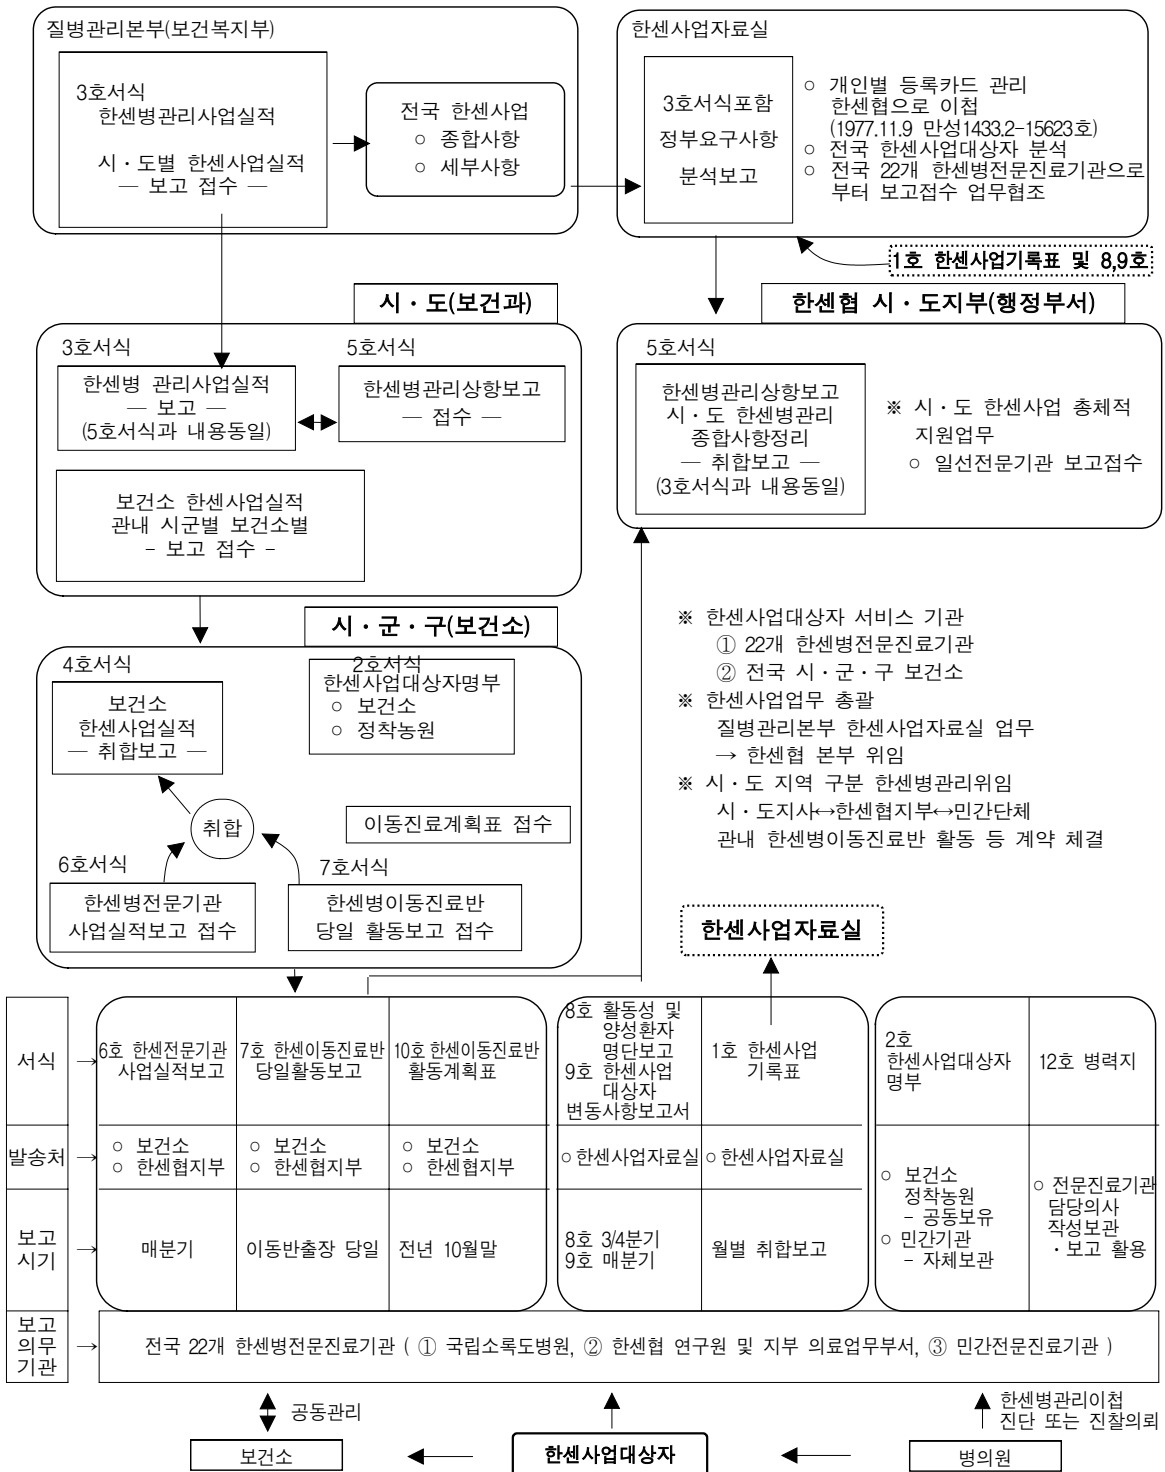 질병관리본부(보건복지부)
3호서식
한센병관리사업실적
시・도별 한센사업실적
— 보고 접수 —
전국 한센사업
○ 종합사항
○ 세부사항
한센사업자료실
3호서식포함
정부요구사항
분석보고
○ 개인별 등록카드 관리
한센협으로 이첩
(1977.11.9 만성1433.2-15623호)
○ 전국 한센사업대상자 분석
○ 전국 22개 한센병전문진료기관으로
부터 보고접수 업무협조
1호 한센사업기록표 및 8,9호
시・도(보건과)
3호서식
한센병 관리사업실적
— 보고 —
(5호서식과 내용동일)
5호서식
한센병관리상항보고
— 접수 —
보건소 한센사업실적
관내 시군별 보건소별
- 보고 접수 -
한센협 시・도지부(행정부서)
5호서식
한센병관리상항보고
시・도 한센병관리
종합사항정리
— 취합보고 —
(3호서식과 내용동일)
※ 시・도 한센사업 총체적
지원업무
○ 일선전문기관 보고접수
시・군・구(보건소)
4호서식
보건소
한센사업실적
— 취합보고 —
2호서식
한센사업대상자명부
○ 보건소
○ 정착농원
취합
이동진료계획표 접수
6호서식
한센병전문기관
사업실적보고 접수
7호서식
한센병이동진료반
당일 활동보고 접수
※ 한센사업대상자 서비스 기관
① 22개 한센병전문진료기관
② 전국 시・군・구 보건소
※ 한센사업업무 총괄
질병관리본부 한센사업자료실 업무
→ 한센협 본부 위임
※ 시・도 지역 구분 한센병관리위임
시・도지사↔한센협지부↔민간단체
관내 한센병이동진료반 활동 등 계약 체결
한센사업자료실
서식 →
6호 한센전문기관
사업실적보고
7호 한센이동진료반
당일활동보고
10호 한센이동진료반
활동계획표
8호 활동성 및
양성환자
명단보고
9호 한센사업
대상자
변동사항보고서
1호 한센사업
기록표
2호
한센사업대상자
명부
12호 병력지
발송처 →
○ 보건소
○ 한센협지부
○ 보건소
○ 한센협지부
○ 보건소
○ 한센협지부
○ 한센사업자료실
○ 한센사업자료실
○ 보건소
정착농원
- 공동보유
○ 민간기관
- 자체보관
○ 전문진료기관
담당의사
작성보관
・보고 활용
보고
시기 →
매분기
이동반출장 당일
전년 10월말
8호 3/4분기
9호 매분기
월별 취합보고
보고
의무
기관 →
전국 22개 한센병전문진료기관 ( ① 국립소록도병원, ② 한센협 연구원 및 지부 의료업무부서, ③ 민간전문진료기관 )
공동관리
한센병관리이첩
진단 또는 진찰의뢰
보건소
한센사업대상자
병의원